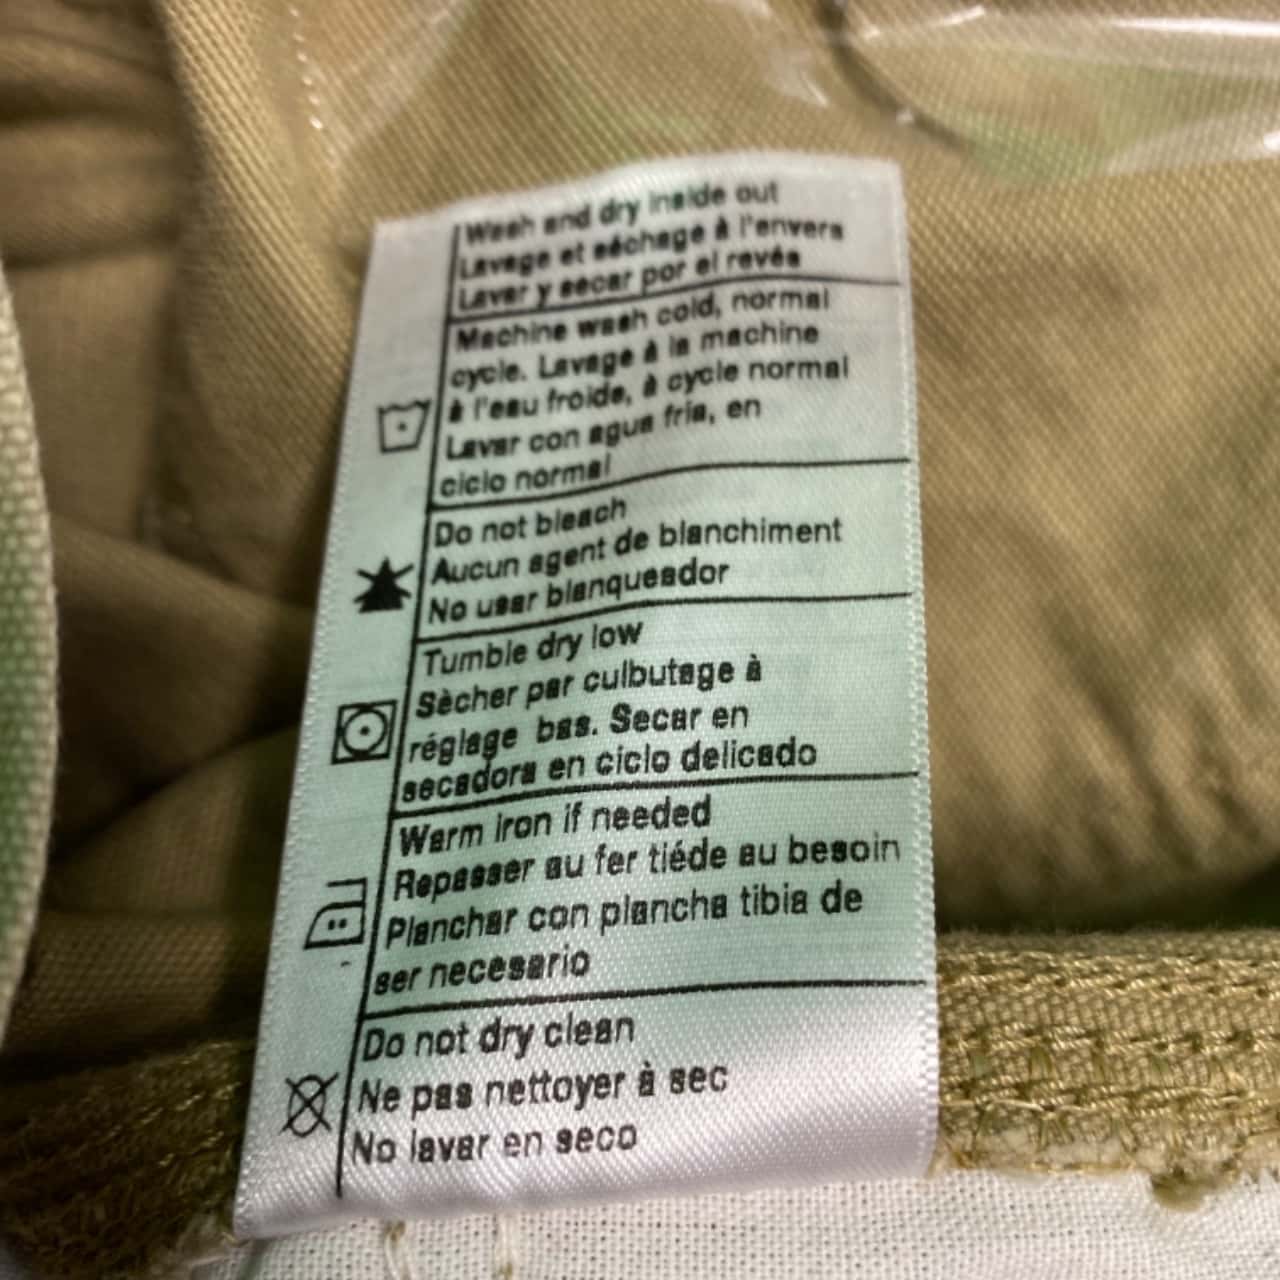 Wash and dry inside out
Lavage et séchage à l'envers
Lavar y secar por el revés
Machine wash cold, normal
cycle. Lavage à la machine
à l'eau froide, à cycle normal
Lavar con agua fria, en
ciclo normal
Do not bleach
Aucun agent de blanchiment
No usar blanqueador
Tumble dry low
Sècher par culbutage à
réglage bas. Secar en
secadora en ciclo delicado
Warm iron if needed
Repasser au fer tiéde au besoin
Planchar con plancha tibia de
ser necesario
Do not dry clean
Ne pas nettoyer à sec
No lavar en seco